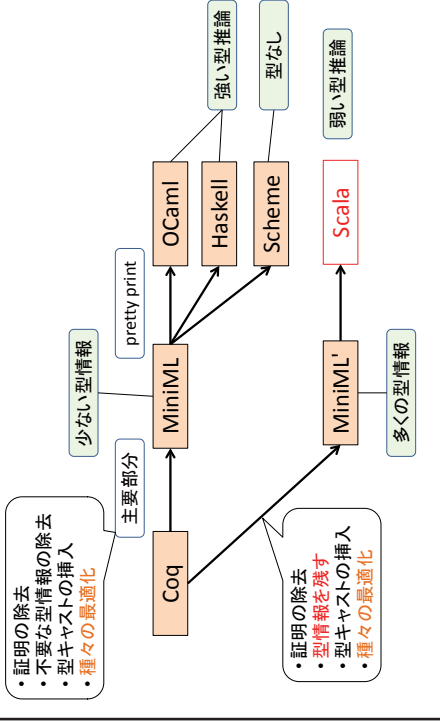 ・証明の除去
・不要な型情報の除去
・型キャストの挿入
・種々の最適化
少ない型情報
主要部分
pretty print
Coq
MiniML
OCaml
Haskell
Scheme
強い型推論
型なし
・証明の除去
・型情報を残す
・型キャストの挿入
・種々の最適化
MiniML'
Scala
多くの型情報
弱い型推論